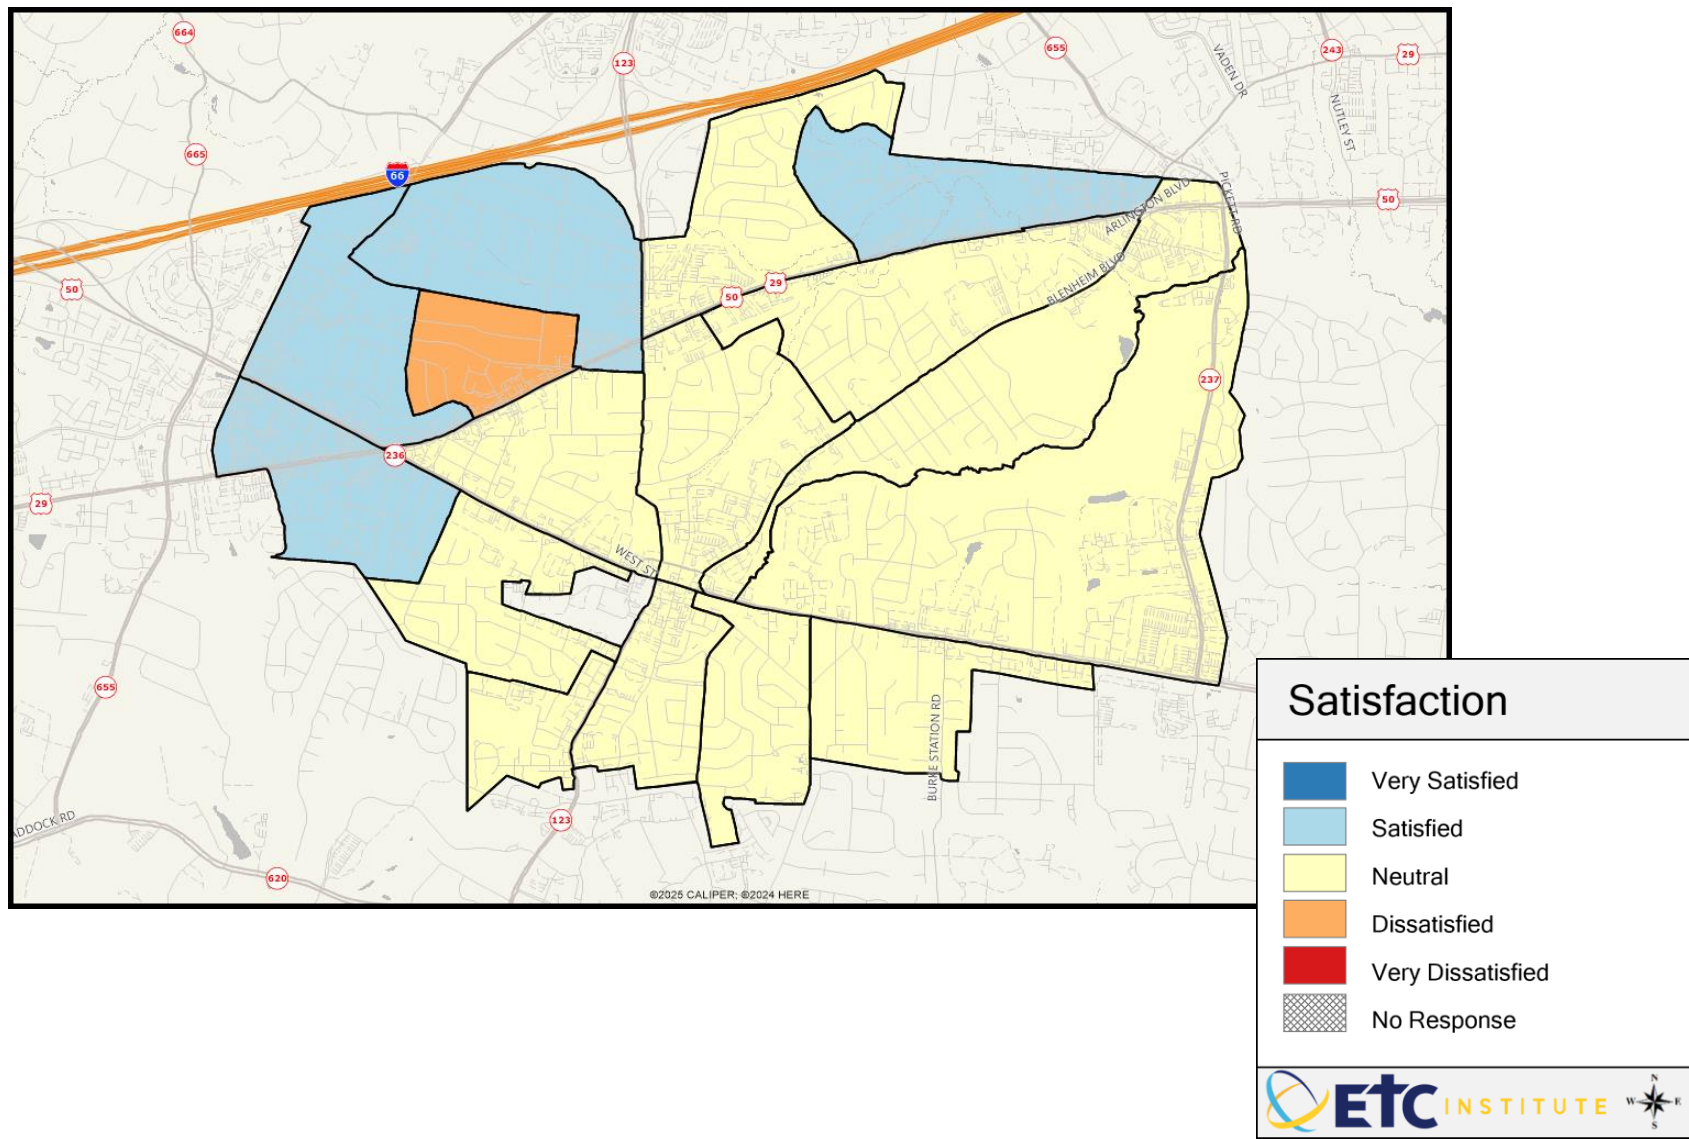 664
123
655
243
29
VADEN DR
NUTLEY ST
665
66
PICKETT RD
50
ARLINGTON BLVD
50
BLENHEIM BLVD
29
50
237
236
29
WEST ST
655
BURKE STATION RD
123
ADDOCK RD
620
©2025 CALIPER; ©2024 HERE
Satisfaction
Very Satisfied
Satisfied
Neutral
Dissatisfied
Very Dissatisfied
No Response
ETC INSTITUTE
N
W E
S